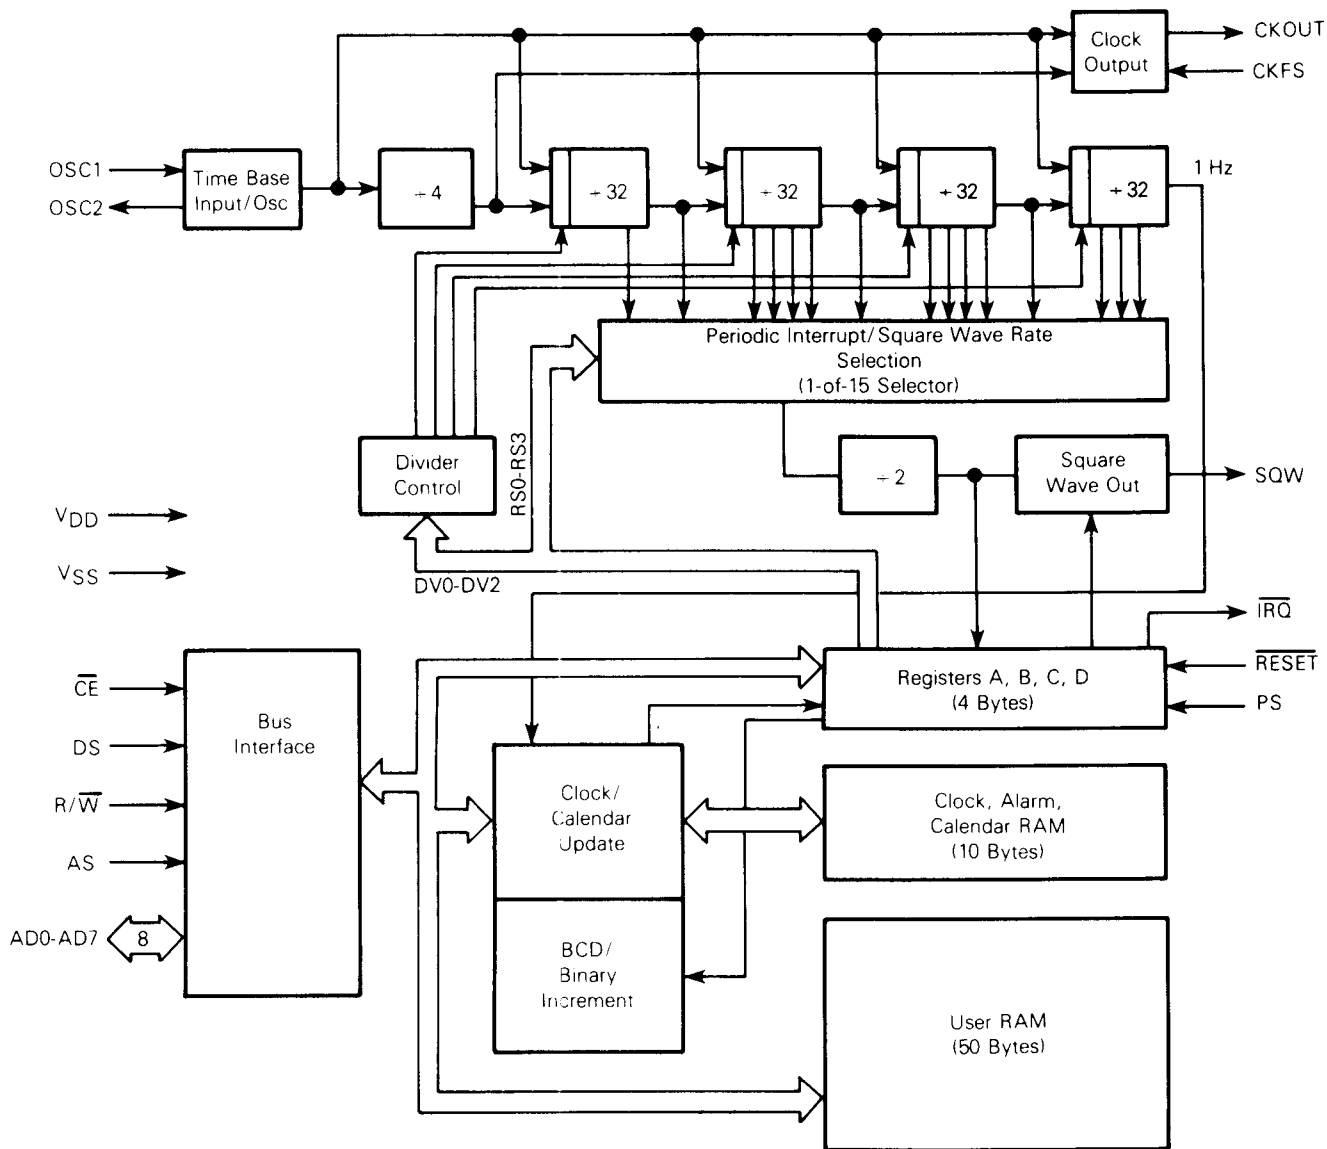 Clock
Output
CKOUT
CKFS
OSC1
OSC2
Time Base
Input/Osc
÷4
÷32
÷32
÷32
÷32
1 Hz
Periodic Interrupt/Square Wave Rate
Selection
(1-of-15 Selector)
RS0-RS3
Divider
Control
÷2
Square
Wave Out
SQW
VDD
VSS
DV0-DV2
IRQ
RESET
PS
Registers A, B, C, D
(4 Bytes)
CE
DS
R/W
AS
AD0-AD7
8
Bus
Interface
Clock/
Calendar
Update
Clock, Alarm,
Calendar RAM
(10 Bytes)
BCD/
Binary
Increment
User RAM
(50 Bytes)